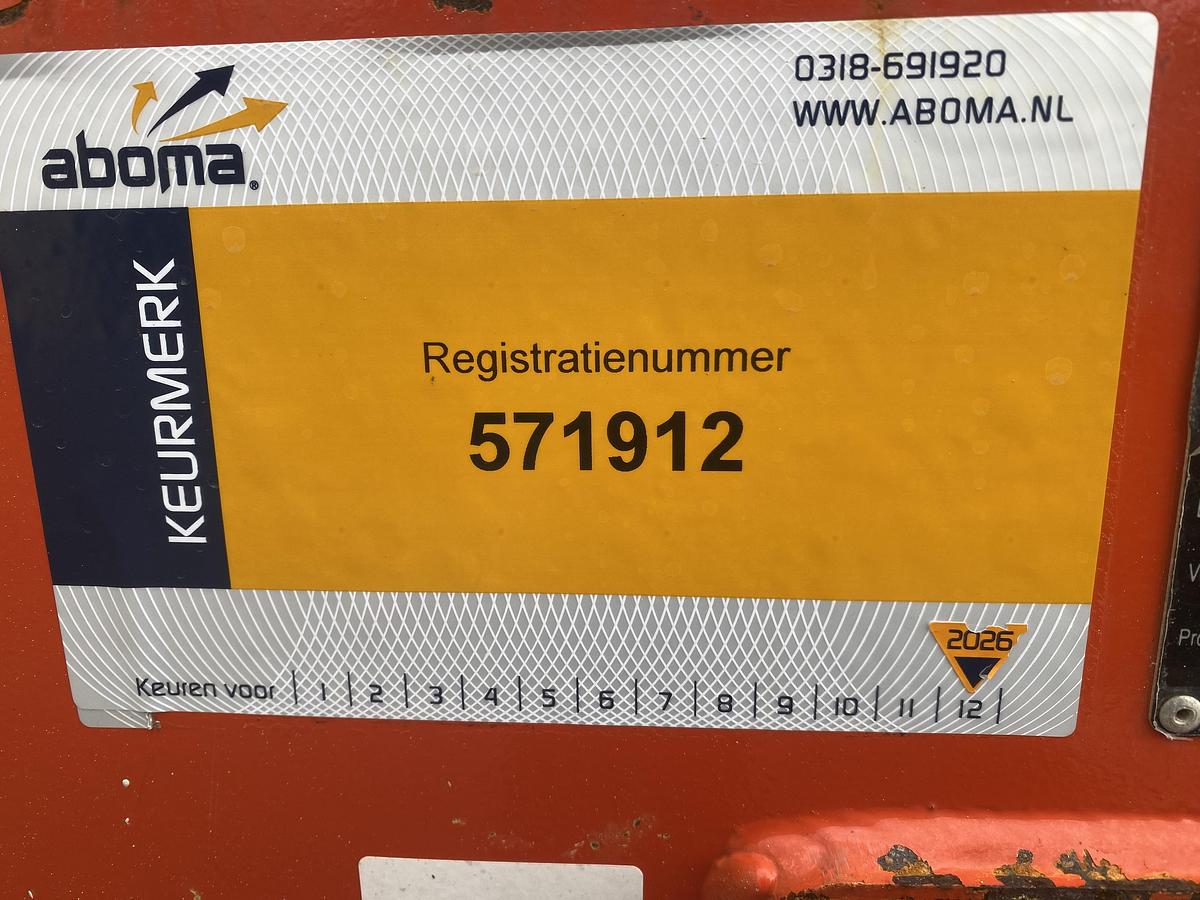 aboma®
0318-691920
WWW.ABOMA.NL
KEURMERK
Registratienummer
571912
2026
Keuren voor | 1 | 2 | 3 | 4 | 5 | 6 | 7 | 8 | 9 | 10 | 11 | 12 |